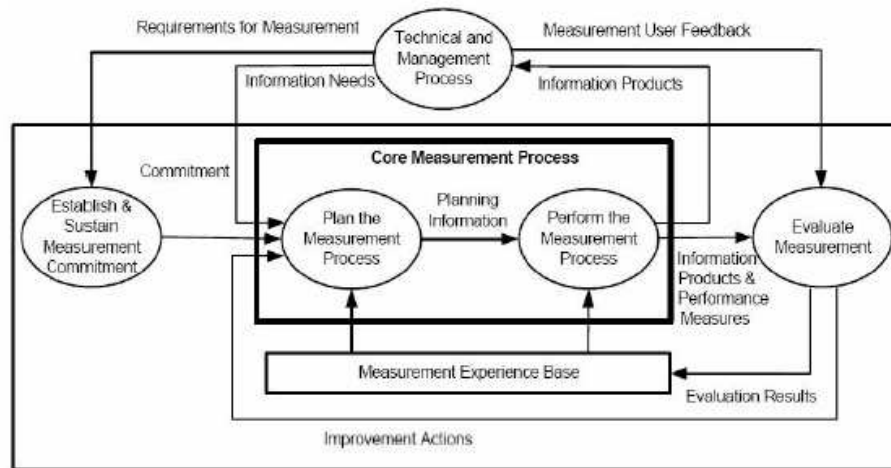 Requirements for Measurement
Technical and
Management
Process
Measurement User Feedback
Information Needs
Information Products
Core Measurement Process
Commitment
Establish &
Sustain
Measurement
Commitment
Plan the
Measurement
Process
Planning
Information
Perform the
Measurement
Process
Evaluate
Measurement
Information
Products &
Performance
Measures
Measurement Experience Base
Evaluation Results
Improvement Actions